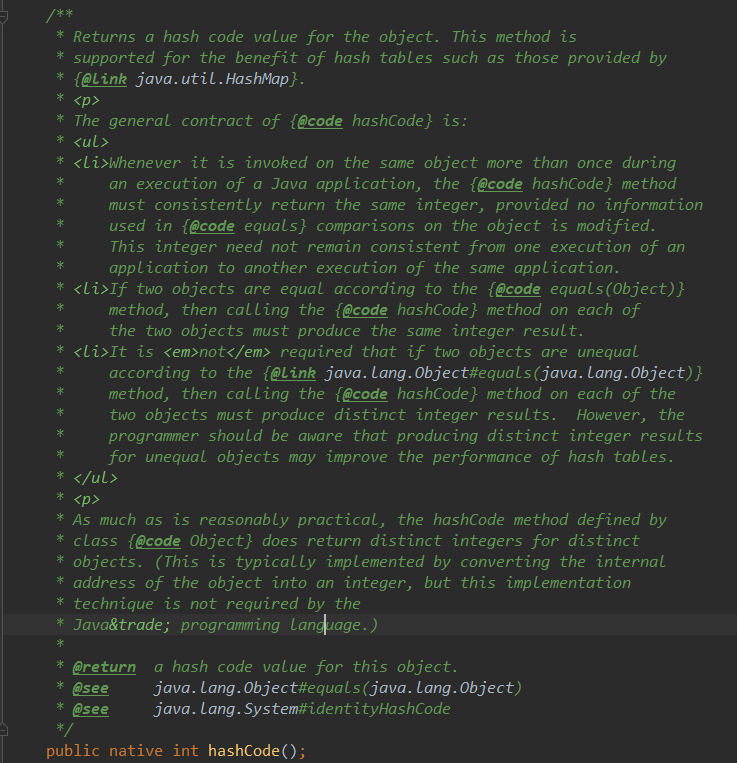 /**
 * Returns a hash code value for the object. This method is
 * supported for the benefit of hash tables such as those provided by
 * {@link java.util.HashMap}.
 * <p>
 * The general contract of {@code hashCode} is:
 * <ul>
 * <li>Whenever it is invoked on the same object more than once during
 *     an execution of a Java application, the {@code hashCode} method
 *     must consistently return the same integer, provided no information
 *     used in {@code equals} comparisons on the object is modified.
 *     This integer need not remain consistent from one execution of an
 *     application to another execution of the same application.
 * <li>If two objects are equal according to the {@code equals(Object)}
 *     method, then calling the {@code hashCode} method on each of
 *     the two objects must produce the same integer result.
 * <li>It is <em>not</em> required that if two objects are unequal
 *     according to the {@link java.lang.Object#equals(java.lang.Object)}
 *     method, then calling the {@code hashCode} method on each of the
 *     two objects must produce distinct integer results.  However, the
 *     programmer should be aware that producing distinct integer results
 *     for unequal objects may improve the performance of hash tables.
 * </ul>
 * <p>
 * As much as is reasonably practical, the hashCode method defined by
 * class {@code Object} does return distinct integers for distinct
 * objects. (This is typically implemented by converting the internal
 * address of the object into an integer, but this implementation
 * technique is not required by the
 * Java&trade; programming language.)
 *
 * @return  a hash code value for this object.
 * @see     java.lang.Object#equals(java.lang.Object)
 * @see     java.lang.System#identityHashCode
 */
public native int hashCode();